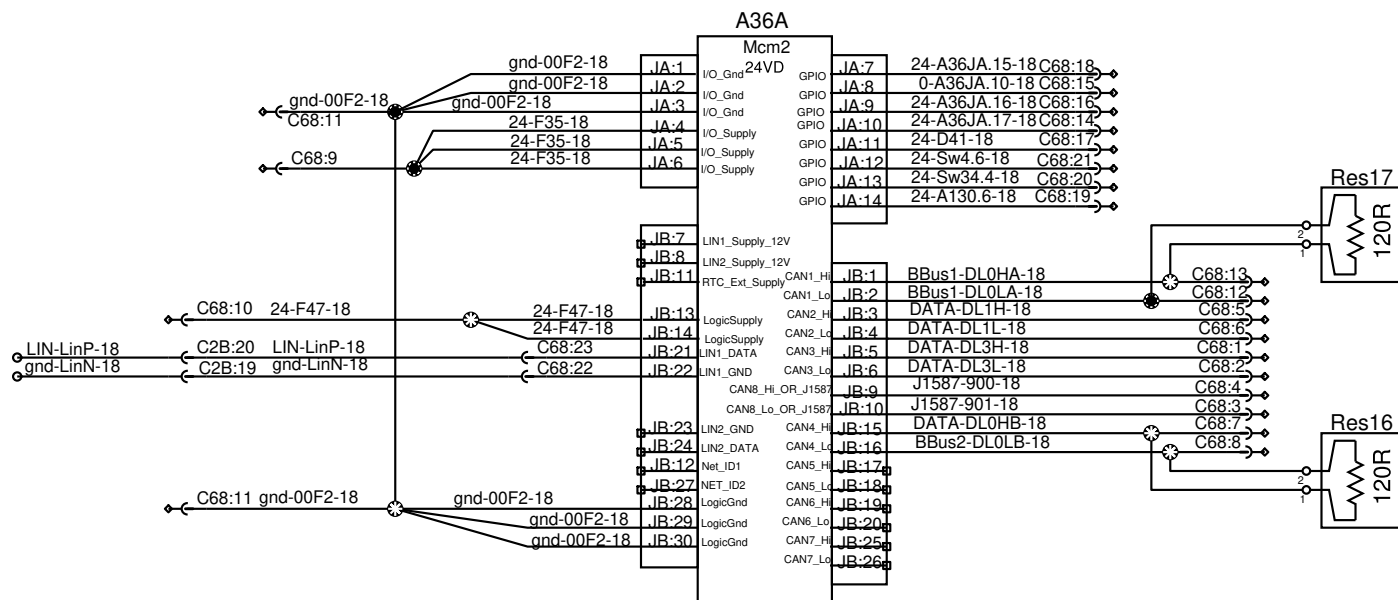 A36A
Mcm2
24VD
gnd-00F2-18 JA:1 I/O_Gnd
gnd-00F2-18 JA:2 I/O_Gnd
gnd-00F2-18 C68:11 gnd-00F2-18 JA:3 I/O_Gnd
24-F35-18 JA:4 I/O_Supply
24-F35-18 JA:5 I/O_Supply
C68:9 24-F35-18 JA:6 I/O_Supply
GPIO JA:7 24-A36JA.15-18 C68:18
GPIO JA:8 0-A36JA.10-18 C68:15
GPIO JA:9 24-A36JA.16-18 C68:16
GPIO JA:10 24-A36JA.17-18 C68:14
GPIO JA:11 24-D41-18 C68:17
GPIO JA:12 24-Sw4.6-18 C68:21
GPIO JA:13 24-Sw34.4-18 C68:20
GPIO JA:14 24-A130.6-18 C68:19
Res17
2
1
120R
JB:7 LIN1_Supply_12V
JB:8 LIN2_Supply_12V
JB:11 RTC_Ext_Supply
C68:10 24-F47-18 24-F47-18 JB:13 LogicSupply
24-F47-18 JB:14 LogicSupply
LIN-LinP-18 C2B:20 LIN-LinP-18 C68:23 JB:21 LIN1_DATA
gnd-LinN-18 C2B:19 gnd-LinN-18 C68:22 JB:22 LIN1_GND
JB:23 LIN2_GND
JB:24 LIN2_DATA
JB:12 Net_ID1
JB:27 NET_ID2
C68:11 gnd-00F2-18 gnd-00F2-18 JB:28 LogicGnd
gnd-00F2-18 JB:29 LogicGnd
gnd-00F2-18 JB:30 LogicGnd
CAN1_Hi JB:1 BBus1-DL0HA-18 C68:13
CAN1_Lo JB:2 BBus1-DL0LA-18 C68:12
CAN2_Hi JB:3 DATA-DL1H-18 C68:5
CAN2_Lo JB:4 DATA-DL1L-18 C68:6
CAN3_Hi JB:5 DATA-DL3H-18 C68:1
CAN3_Lo JB:6 DATA-DL3L-18 C68:2
CAN8_Hi_OR_J1587 JB:9 J1587-900-18 C68:4
CAN8_Lo_OR_J1587 JB:10 J1587-901-18 C68:3
CAN4_Hi JB:15 DATA-DL0HB-18 C68:7
CAN4_Lo JB:16 BBus2-DL0LB-18 C68:8
CAN5_Hi JB:17
CAN5_Lo JB:18
CAN6_Hi JB:19
CAN6_Lo JB:20
CAN7_Hi JB:25
CAN7_Lo JB:26
Res16
2
1
120R